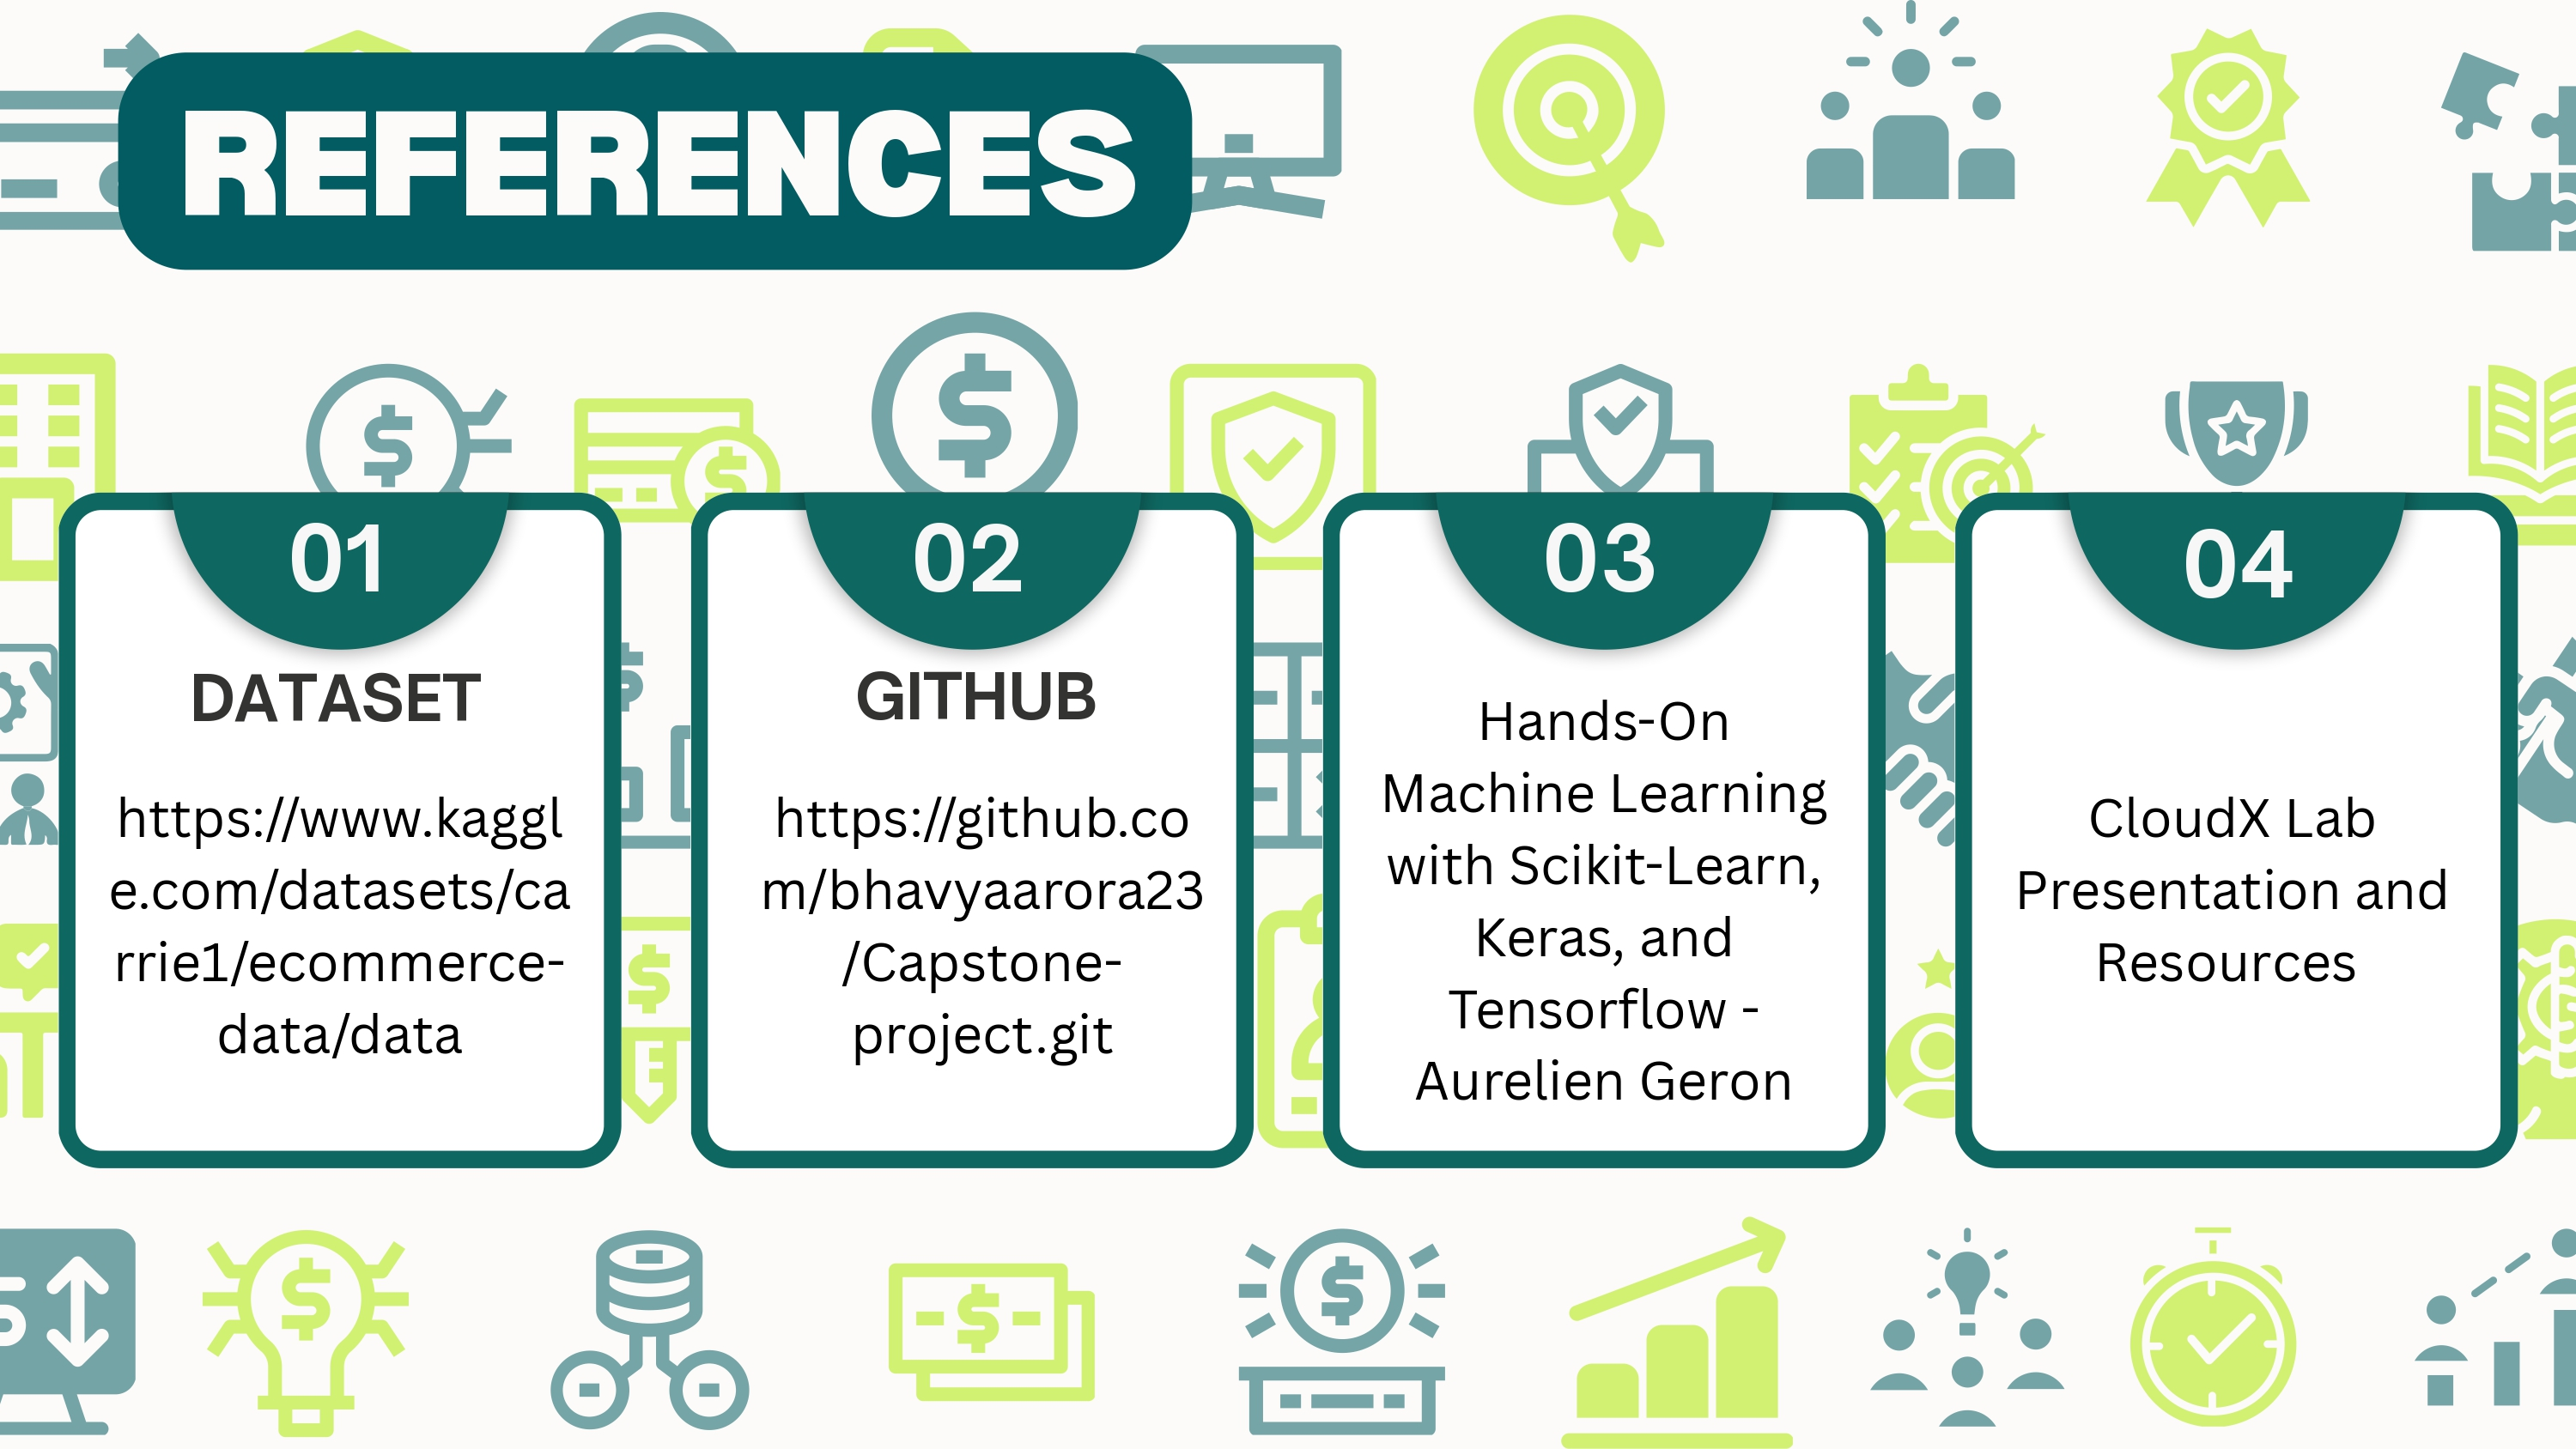 REFERENCES
01
DATASET
https://www.kaggl
e.com/datasets/ca
rrie1/ecommerce-
data/data
02
GITHUB
https://github.co
m/bhavyaarora23
/Capstone-
project.git
03
Hands-On
Machine Learning
with Scikit-Learn,
Keras, and
Tensorflow -
Aurelien Geron
04
CloudX Lab
Presentation and
Resources